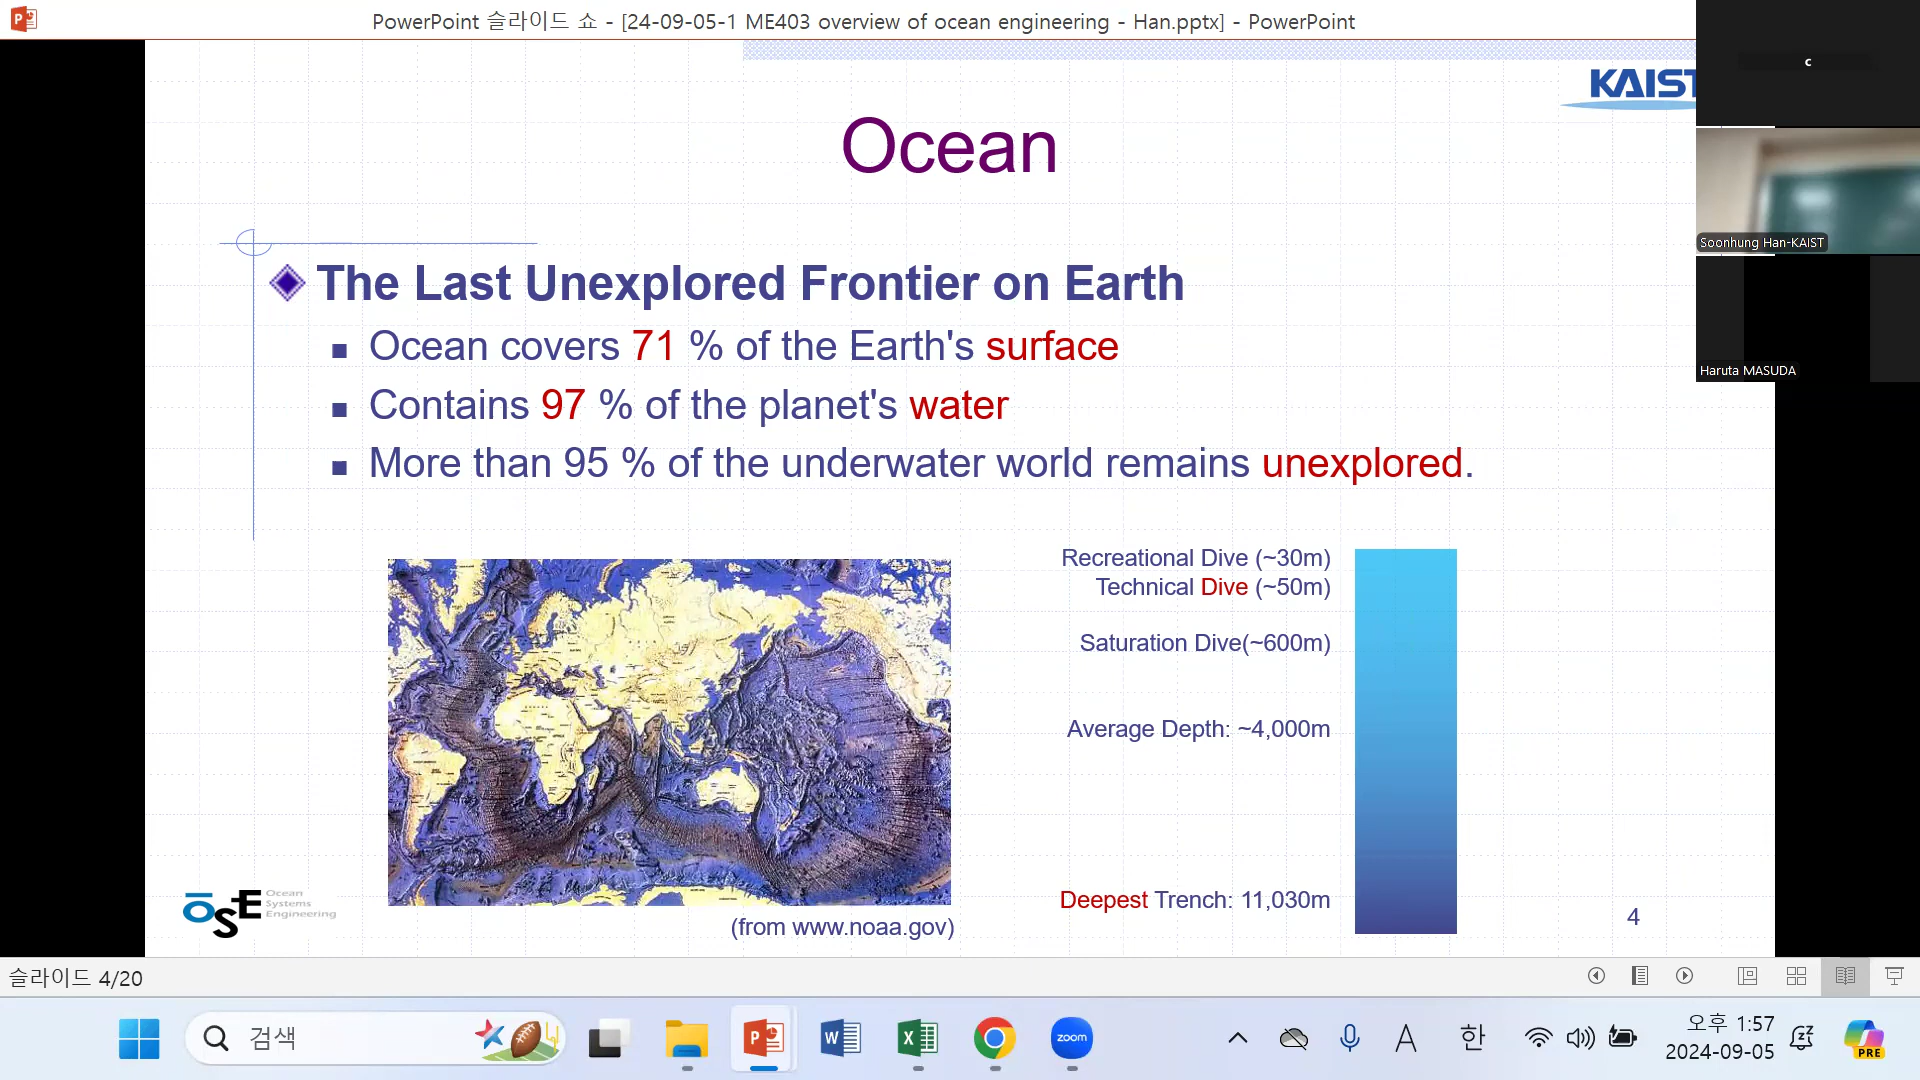 PowerPoint 슬라이드 쇼 - [24-09-05-1 ME403 overview of ocean engineering - Han.pptx] - PowerPoint
c
KAIST
Ocean
Soonhung Han-KAIST
The Last Unexplored Frontier on Earth
Ocean covers 71 % of the Earth's surface
Haruta MASUDA
Contains 97 % of the planet's water
More than 95 % of the underwater world remains unexplored.
Recreational Dive (~30m)
Technical Dive (~50m)
Saturation Dive(~600m)
Average Depth: ~4,000m
Deepest Trench: 11,030m
OSE Ocean
Systems
Engineering
(from www.noaa.gov)
4
슬라이드 4/20
검색
zoom
A
한
오후 1:57
2024-09-05
PRE